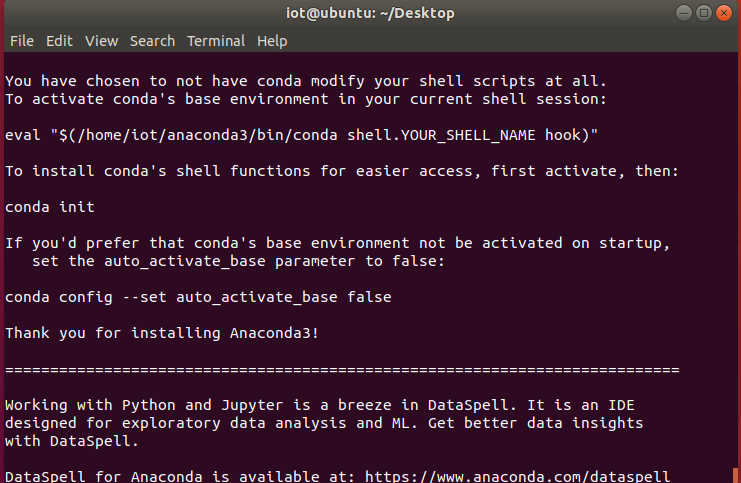 iot@ubuntu: ~/Desktop
File Edit View Search Terminal Help
You have chosen to not have conda modify your shell scripts at all.
To activate conda's base environment in your current shell session:
eval "$(/home/iot/anaconda3/bin/conda shell.YOUR_SHELL_NAME hook)"
To install conda's shell functions for easier access, first activate, then:
conda init
If you'd prefer that conda's base environment not be activated on startup,
   set the auto_activate_base parameter to false:
conda config --set auto_activate_base false
Thank you for installing Anaconda3!
===========================================================================
Working with Python and Jupyter is a breeze in DataSpell. It is an IDE
designed for exploratory data analysis and ML. Get better data insights
with DataSpell.
DataSpell for Anaconda is available at: https://www.anaconda.com/dataspell